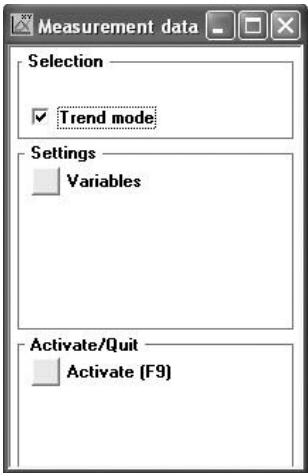 Measurement data
Selection
Trend mode
Settings
Variables
Activate/Quit
Activate (F9)